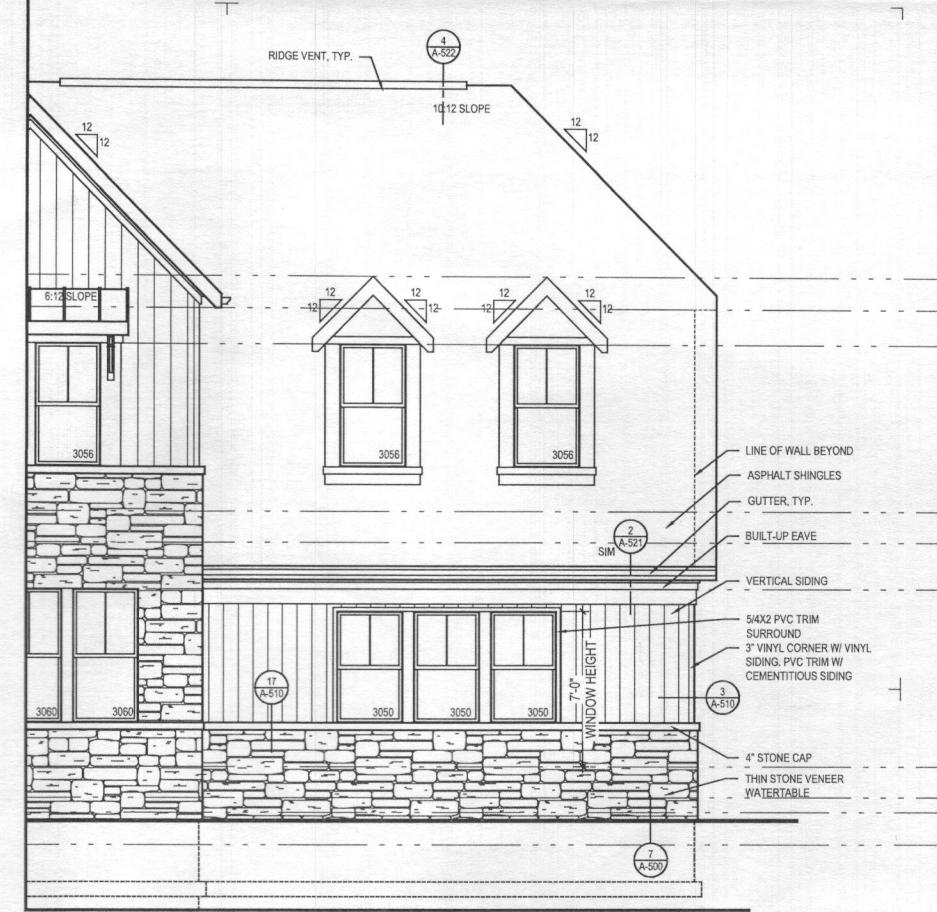 4
A-522
RIDGE VENT, TYP.
10:12 SLOPE
12
12
12
12
6:12 SLOPE
12
12
12
12
12
12
12
12
3056
3056
3056
LINE OF WALL BEYOND
ASPHALT SHINGLES
GUTTER, TYP.
2
A-521
SIM
BUILT-UP EAVE
VERTICAL SIDING
5/4X2 PVC TRIM
SURROUND
3" VINYL CORNER W/ VINYL
SIDING. PVC TRIM W/
CEMENTITIOUS SIDING
7'-0"
WINDOW HEIGHT
17
A-510
3
A-510
3060
3060
3050
3050
3050
4" STONE CAP
THIN STONE VENEER
WATERTABLE
7
A-500